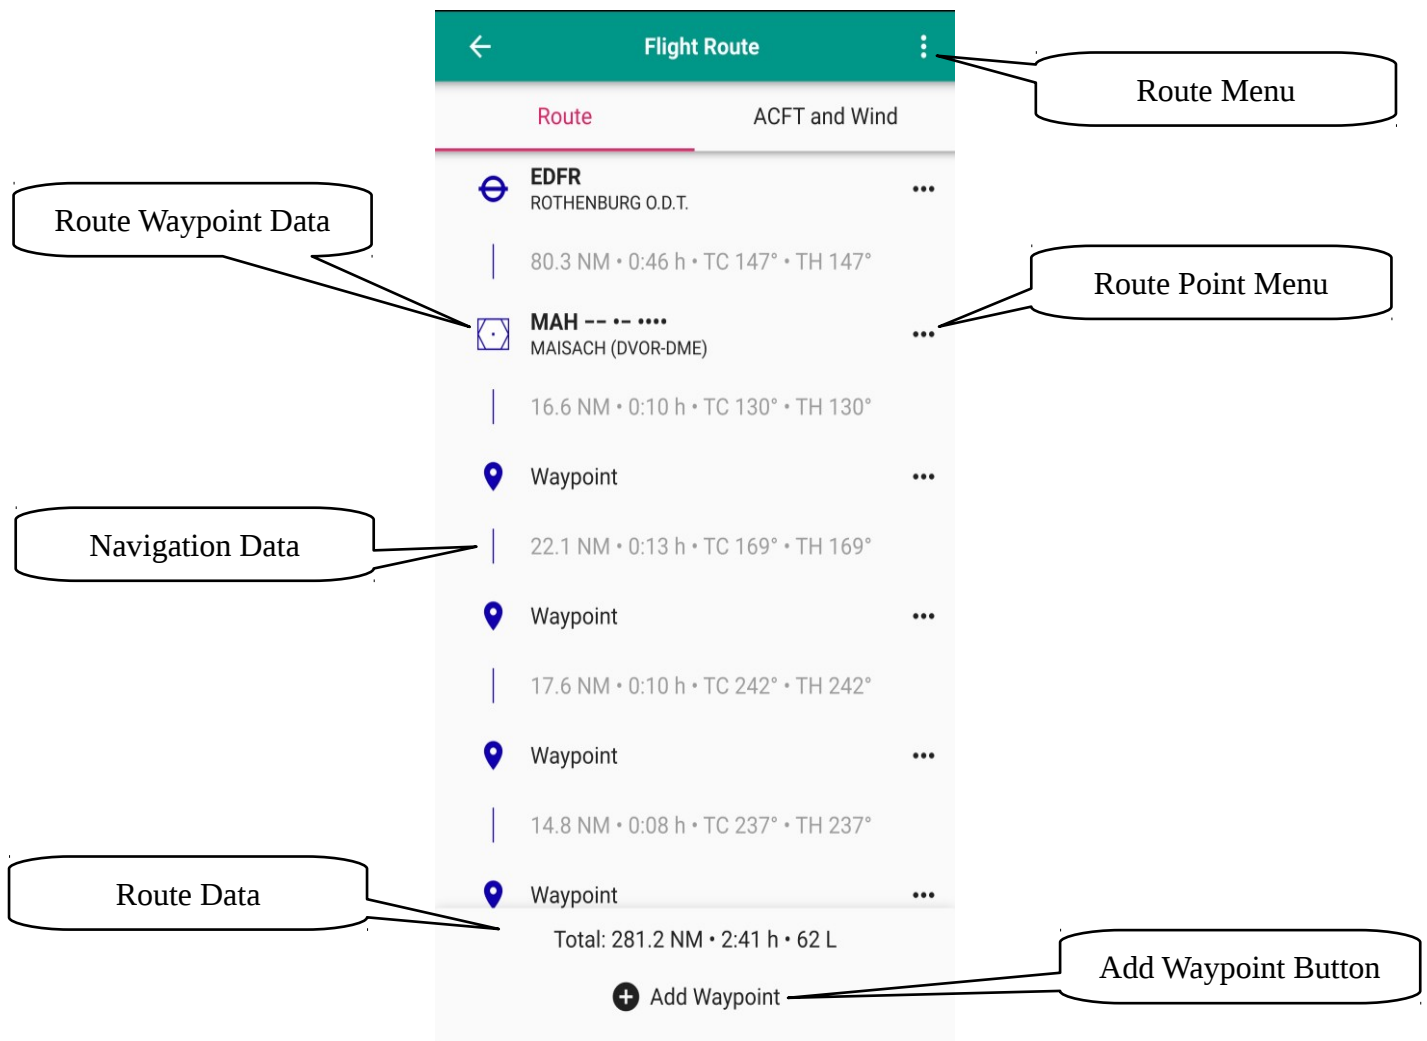 Flight Route
Route Menu
Route
ACFT and Wind
EDFR
ROTHENBURG O.D.T.
Route Waypoint Data
80.3 NM • 0:46 h • TC 147° • TH 147°
Route Point Menu
MAH −− •− ••••
MAISACH (DVOR-DME)
16.6 NM • 0:10 h • TC 130° • TH 130°
Waypoint
Navigation Data
22.1 NM • 0:13 h • TC 169° • TH 169°
Waypoint
17.6 NM • 0:10 h • TC 242° • TH 242°
Waypoint
14.8 NM • 0:08 h • TC 237° • TH 237°
Route Data
Waypoint
Total: 281.2 NM • 2:41 h • 62 L
Add Waypoint Button
Add Waypoint